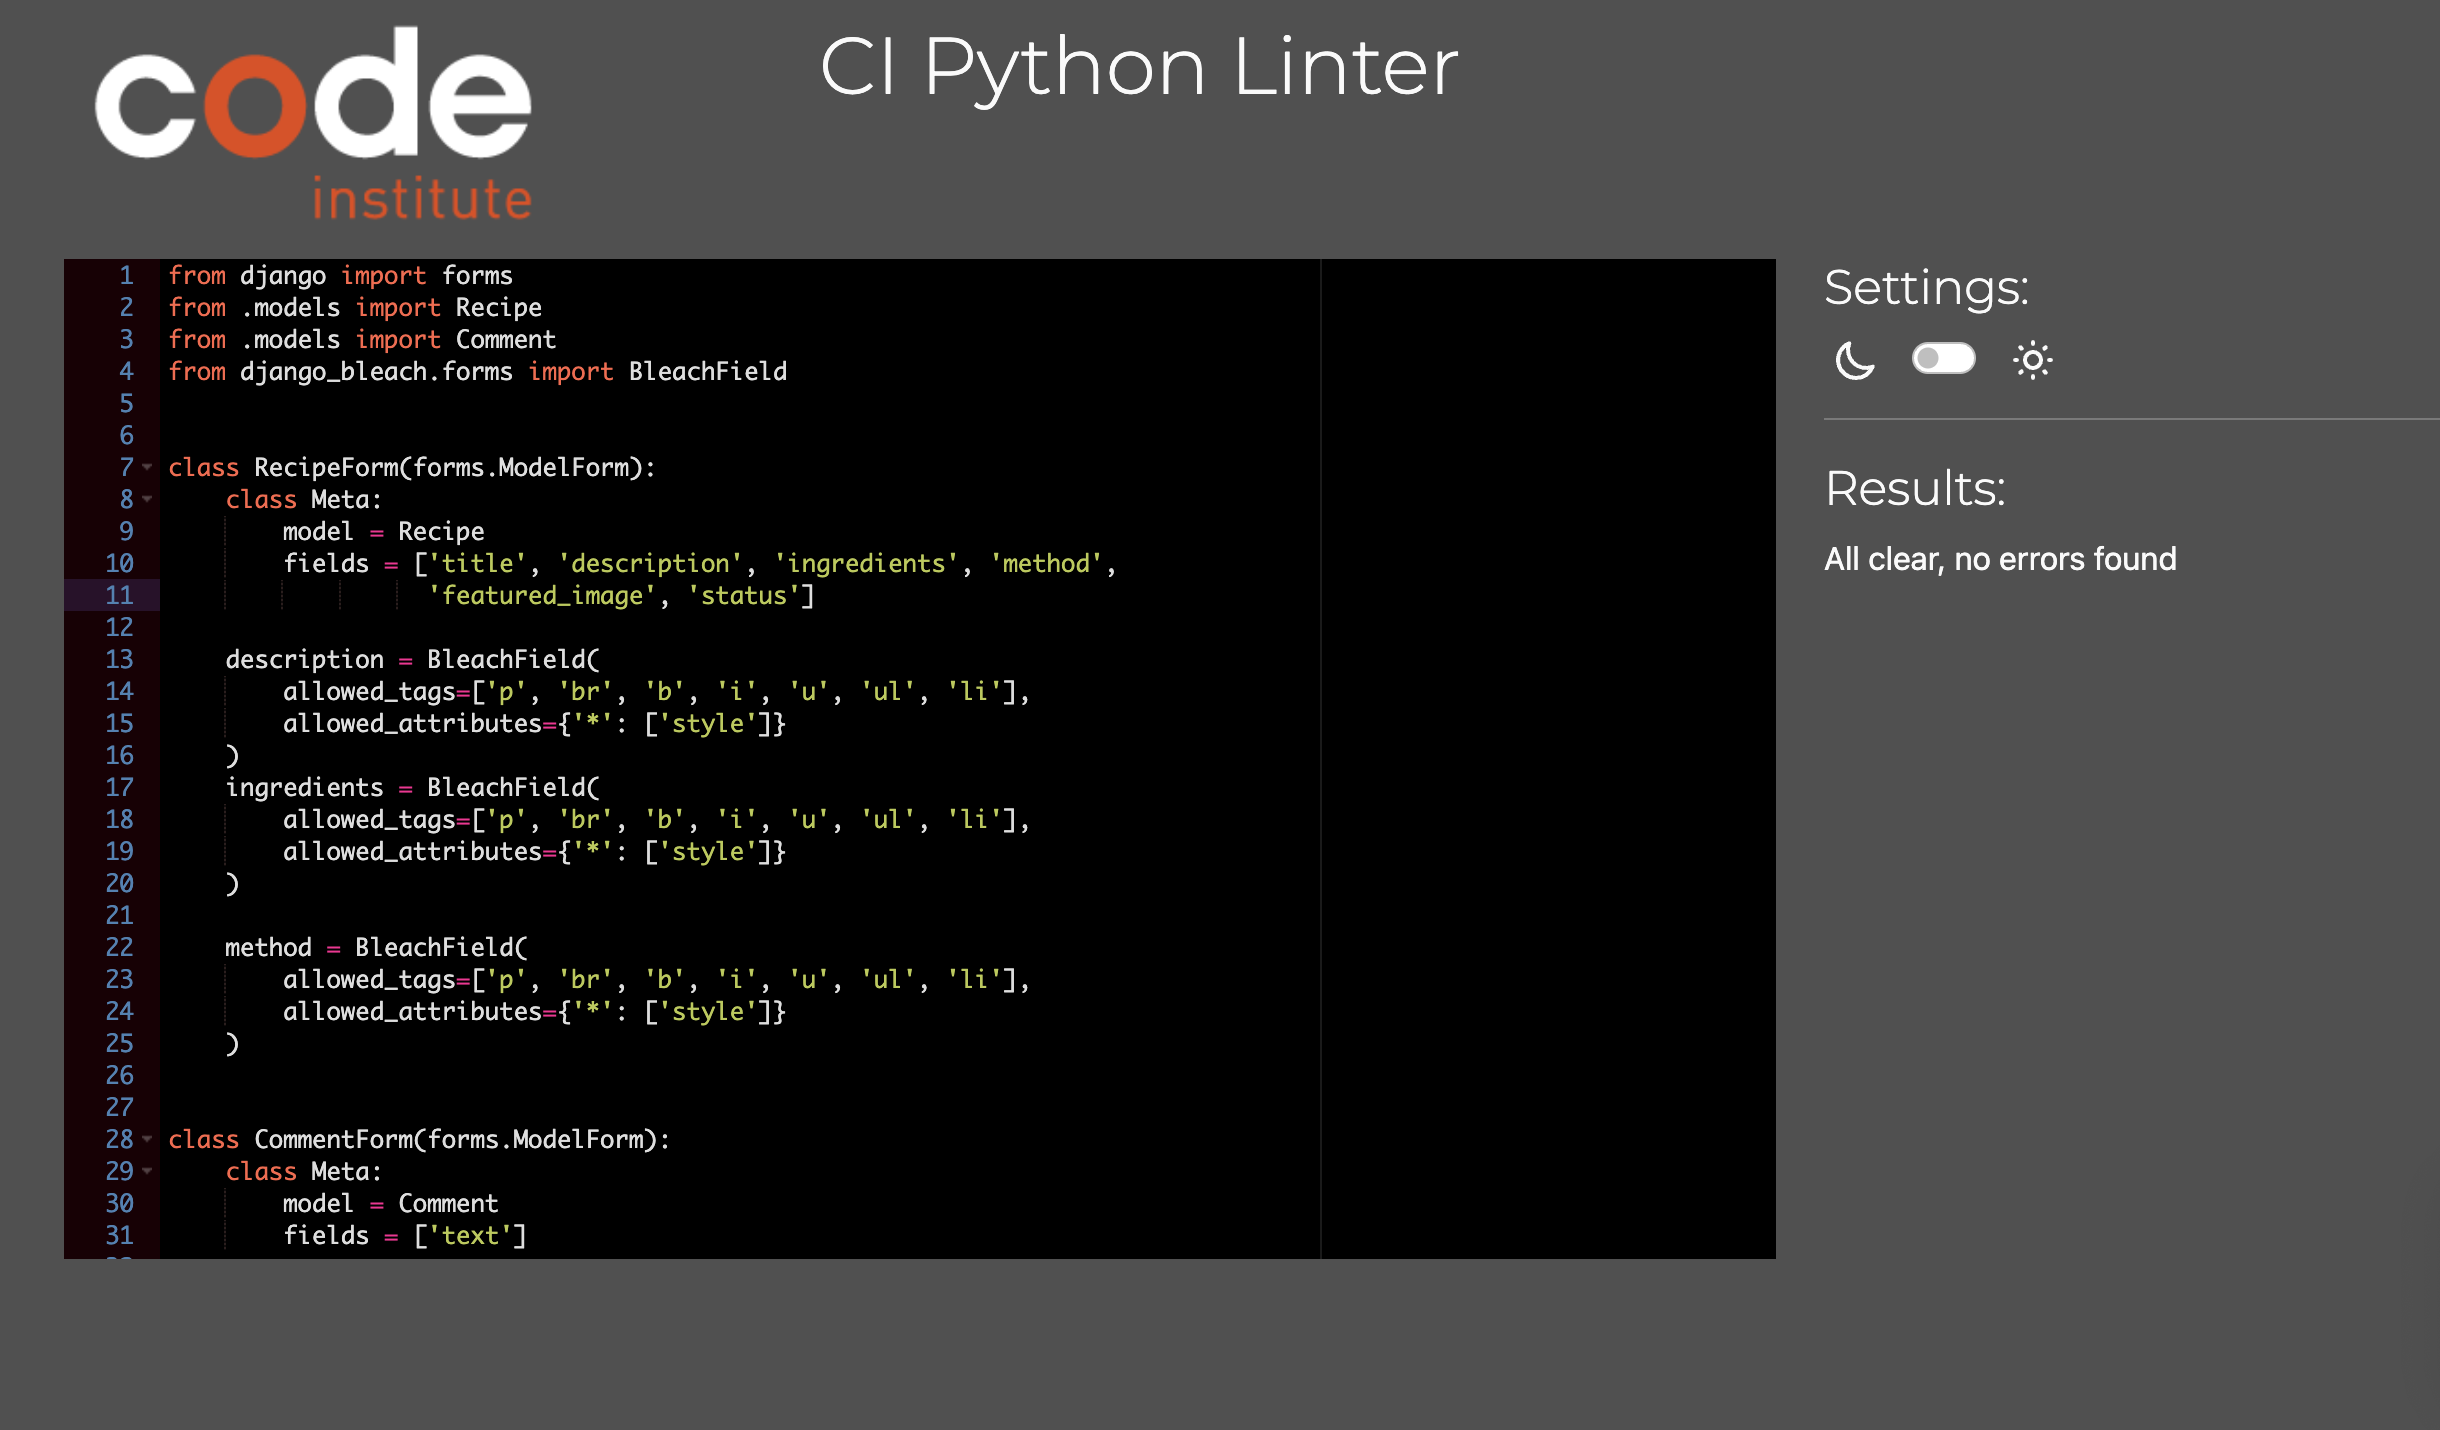 code
institute
CI Python Linter
1 from django import forms
2 from .models import Recipe
3 from .models import Comment
4 from django_bleach.forms import BleachField
5
6
7 class RecipeForm(forms.ModelForm):
8     class Meta:
9         model = Recipe
10         fields = ['title', 'description', 'ingredients', 'method',
11                   'featured_image', 'status']
12
13     description = BleachField(
14         allowed_tags=['p', 'br', 'b', 'i', 'u', 'ul', 'li'],
15         allowed_attributes={'*': ['style']}
16     )
17     ingredients = BleachField(
18         allowed_tags=['p', 'br', 'b', 'i', 'u', 'ul', 'li'],
19         allowed_attributes={'*': ['style']}
20     )
21
22     method = BleachField(
23         allowed_tags=['p', 'br', 'b', 'i', 'u', 'ul', 'li'],
24         allowed_attributes={'*': ['style']}
25     )
26
27
28 class CommentForm(forms.ModelForm):
29     class Meta:
30         model = Comment
31         fields = ['text']
Settings:
Results:
All clear, no errors found